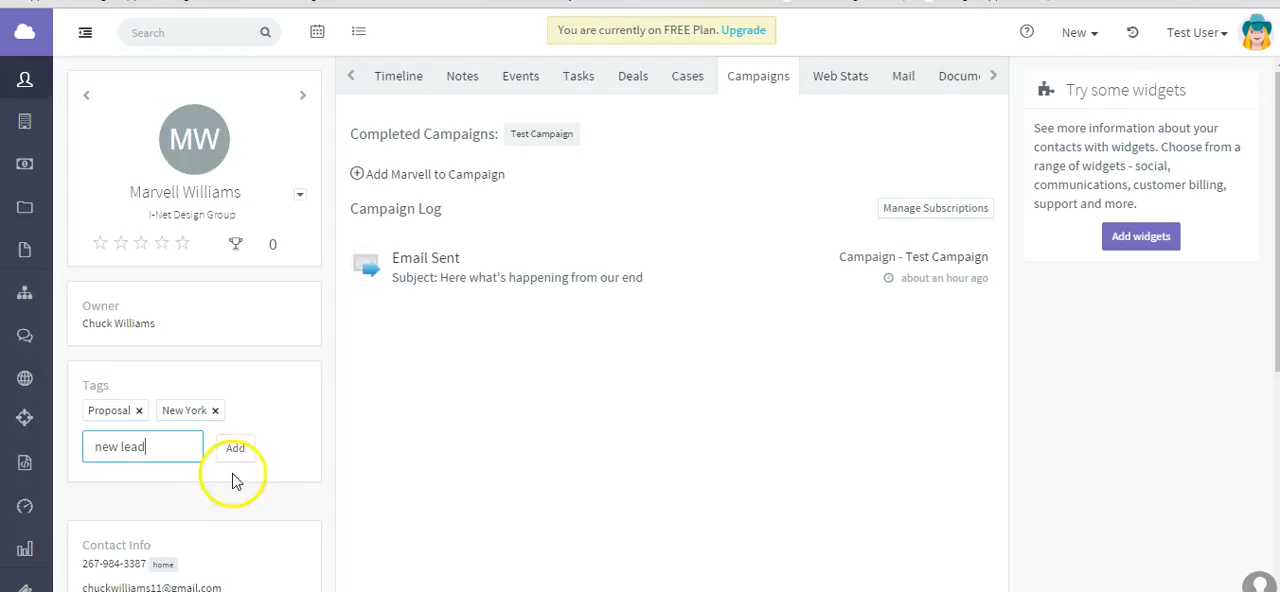 Search
You are currently on FREE Plan. Upgrade
New
Test User
MW
Marvell Williams
I-Net Design Group
0
Owner
Chuck Williams
Tags
Proposal ×
New York ×
new lead
Add
Contact Info
267-984-3387 home
chuckwilliams11@gmail.com
Timeline
Notes
Events
Tasks
Deals
Cases
Campaigns
Web Stats
Mail
Docume
Completed Campaigns: Test Campaign
Add Marvell to Campaign
Campaign Log
Manage Subscriptions
Email Sent
Campaign - Test Campaign
Subject: Here what's happening from our end
about an hour ago
Try some widgets
See more information about your
contacts with widgets. Choose from a
range of widgets - social,
communications, customer billing,
support and more.
Add widgets